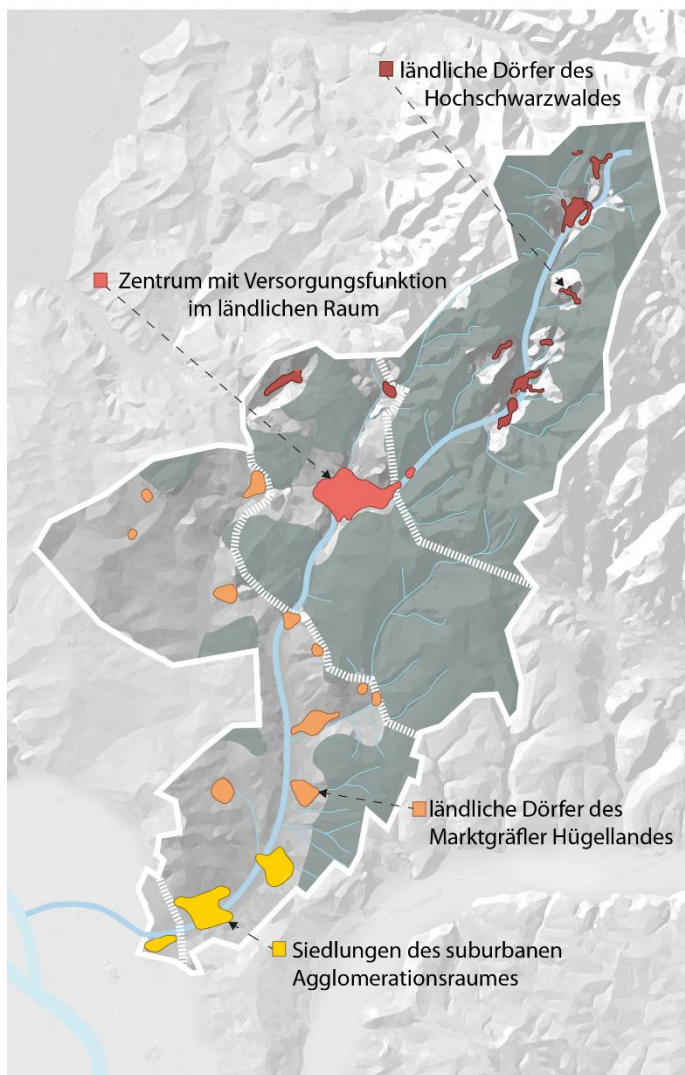 ländliche Dörfer des
Hochschwarzwaldes
Zentrum mit Versorgungsfunktion
im ländlichen Raum
ländliche Dörfer des
Marktgräfler Hügellandes
Siedlungen des suburbanen
Agglomerationsraumes